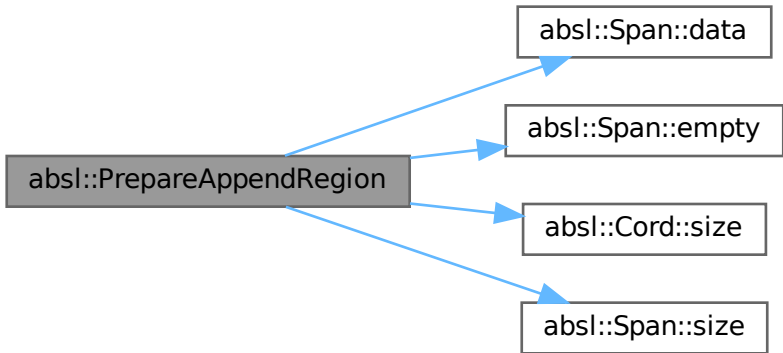 absl::Span::data
absl::Span::empty
absl::PrepareAppendRegion
absl::Cord::size
absl::Span::size